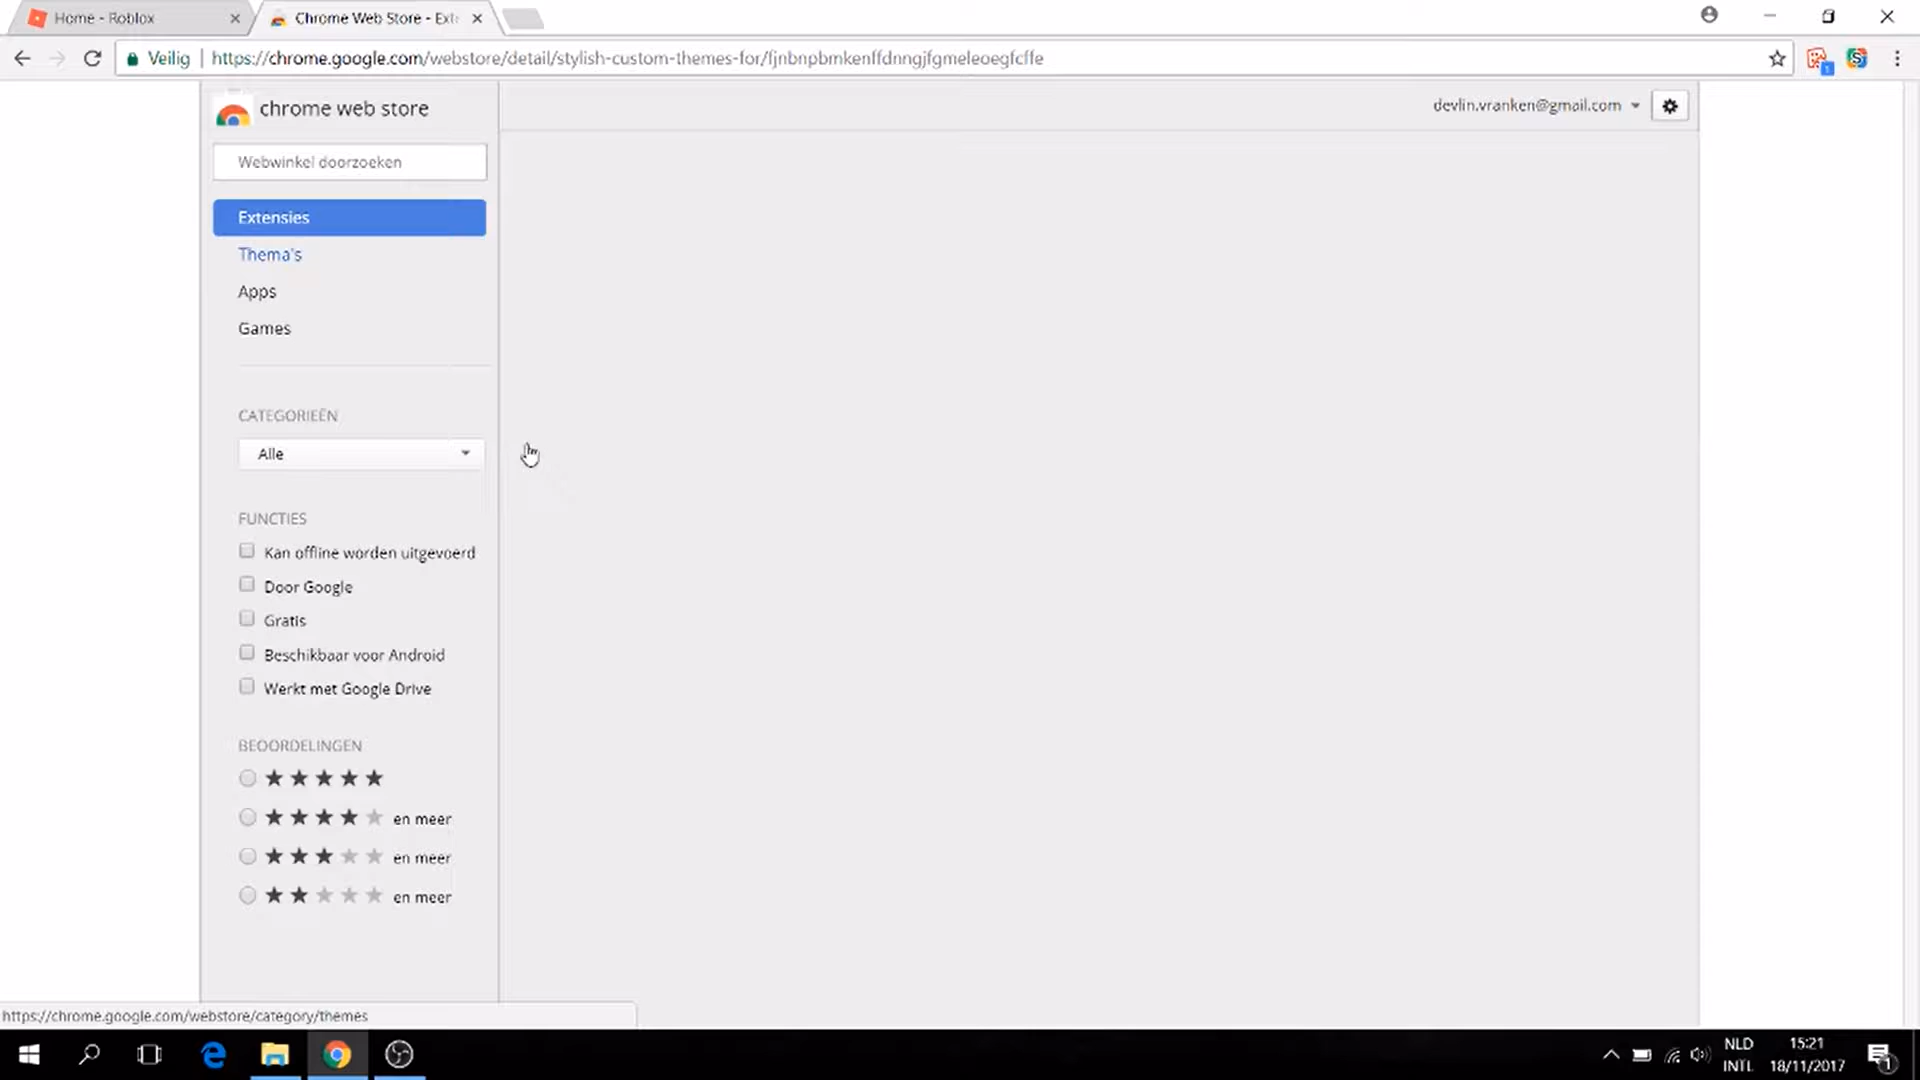 Home - Roblox
Chrome Web Store - Ext
Veilig
https://chrome.google.com/webstore/detail/stylish-custom-themes-for/fjnbnpbmkenffdnngjfgmeleoegfcffe
chrome web store
devlin.vranken@gmail.com
Webwinkel doorzoeken
Extensies
Thema's
Apps
Games
CATEGORIEËN
Alle
FUNCTIES
Kan offline worden uitgevoerd
Door Google
Gratis
Beschikbaar voor Android
Werkt met Google Drive
BEOORDELINGEN
en meer
en meer
en meer
https://chrome.google.com/webstore/category/themes
NLD
INTL
15:21
18/11/2017
1
1